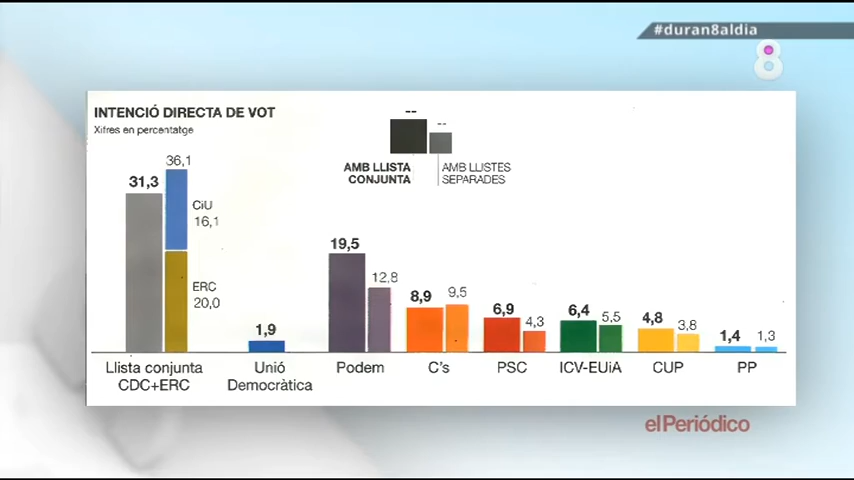 #duran8aldia
8
INTENCIÓ DIRECTA DE VOT
Xifres en percentatge
--
--
AMB LLISTA
CONJUNTA
AMB LLISTES
SEPARADES
31,3
36,1
CiU
16,1
ERC
20,0
1,9
19,5
12,8
8,9
9,5
6,9
4,3
6,4
5,5
4,8
3,8
1,4
1,3
Llista conjunta
CDC+ERC
Unió
Democràtica
Podem
C's
PSC
ICV-EUiA
CUP
PP
elPeriódico